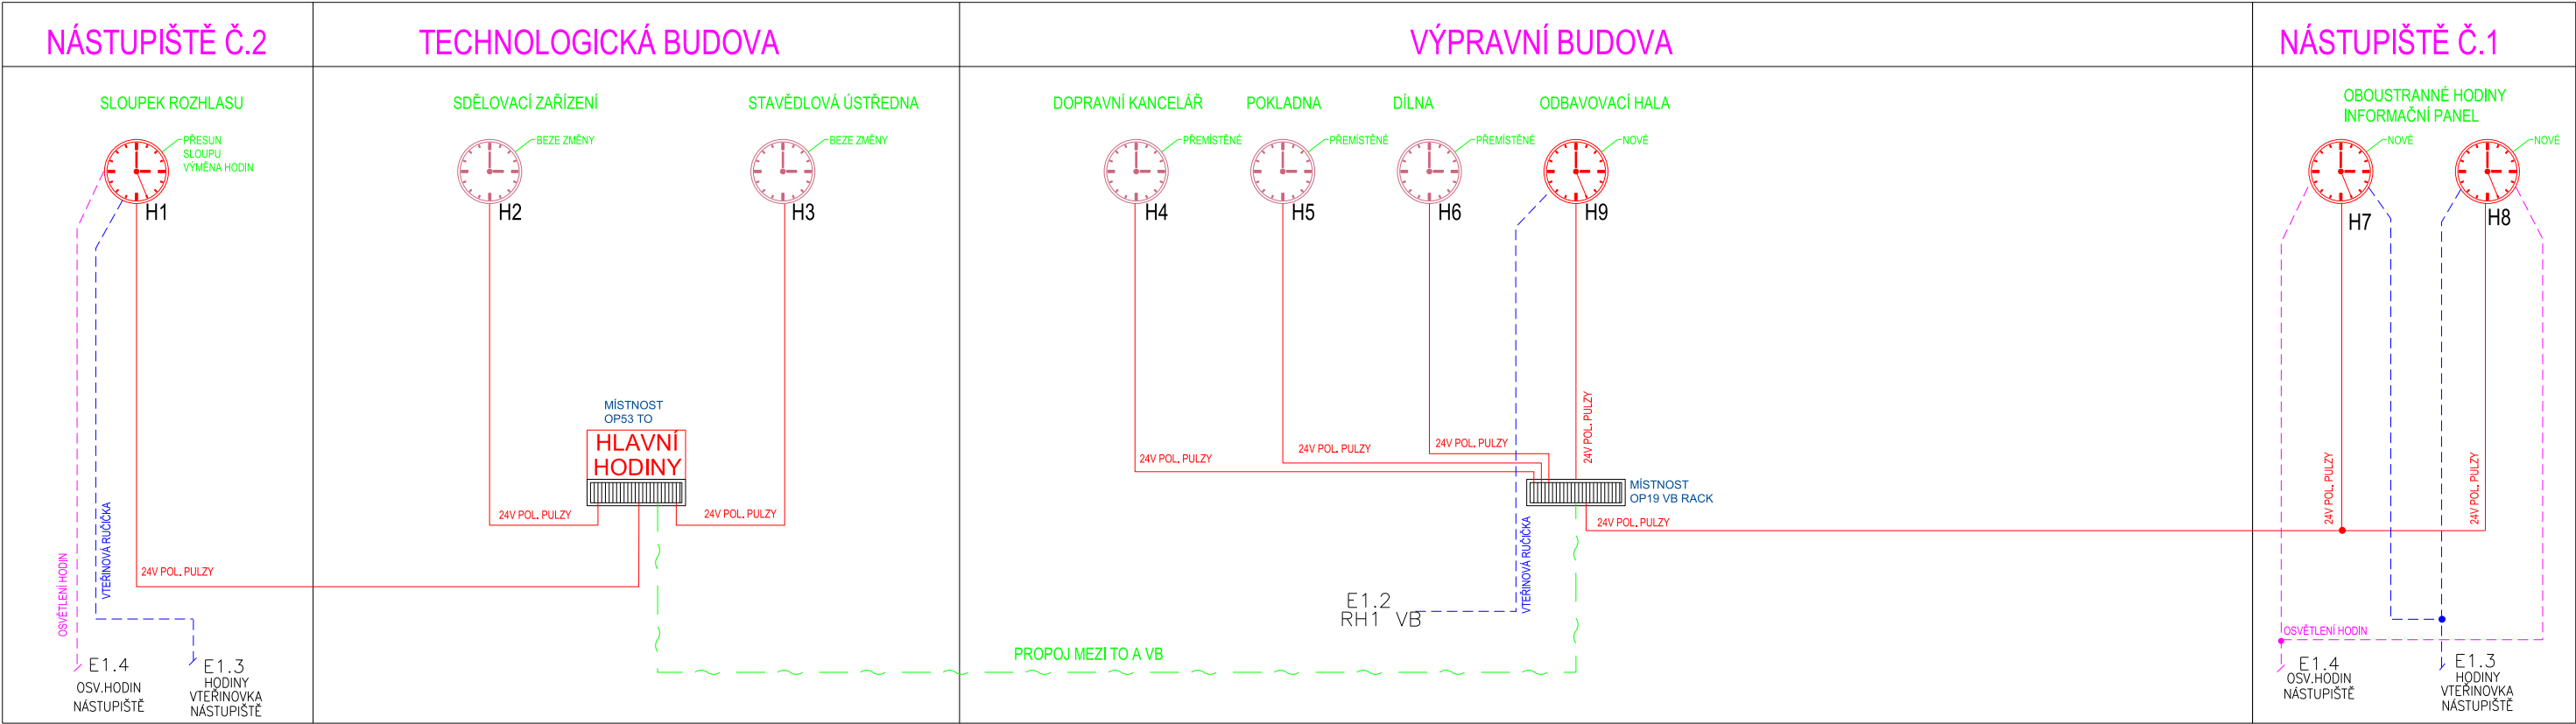 NÁSTUPIŠTĚ Č.2
TECHNOLOGICKÁ BUDOVA
VÝPRAVNÍ BUDOVA
NÁSTUPIŠTĚ Č.1
SLOUPEK ROZHLASU
PŘESUN
SLOUPU
VÝMĚNA HODIN
H1
24V POL. PULZY
OSVĚTLENÍ HODIN
VTEŘINOVÁ RUČIČKA
E1.4
OSV.HODIN
NÁSTUPIŠTĚ
E1.3
HODINY
VTEŘINOVKA
NÁSTUPIŠTĚ
SDĚLOVACÍ ZAŘÍZENÍ
BEZE ZMĚNY
H2
STAVĚDLOVÁ ÚSTŘEDNA
BEZE ZMĚNY
H3
MÍSTNOST
OP53 TO
HLAVNÍ
HODINY
24V POL. PULZY
24V POL. PULZY
DOPRAVNÍ KANCELÁŘ
PŘEMÍSTĚNÉ
H4
POKLADNA
PŘEMÍSTĚNÉ
H5
DÍLNA
PŘEMÍSTĚNÉ
H6
ODBAVOVACÍ HALA
NOVÉ
H9
24V POL. PULZY
24V POL. PULZY
24V POL. PULZY
24V POL. PULZY
MÍSTNOST
OP19 VB RACK
24V POL. PULZY
VTEŘINOVÁ RUČIČKA
E1.2
RH1 VB
PROPOJ MEZI TO A VB
OBOUSTRANNÉ HODINY
INFORMAČNÍ PANEL
NOVÉ
H7
NOVÉ
H8
24V POL. PULZY
24V POL. PULZY
OSVĚTLENÍ HODIN
E1.4
OSV.HODIN
NÁSTUPIŠTĚ
E1.3
HODINY
VTEŘINOVKA
NÁSTUPIŠTĚ